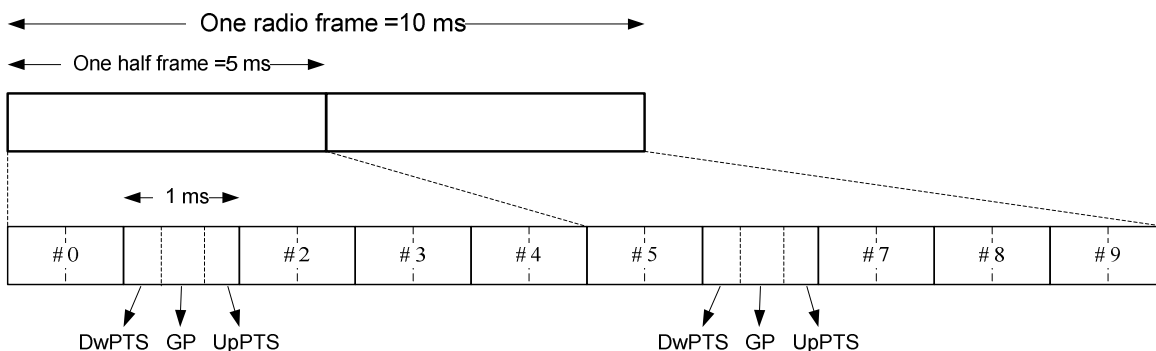 One radio frame =10 ms
One half frame =5 ms
1 ms
#0 #2 #3 #4 #5 #7 #8 #9
DwPTS GP UpPTS DwPTS GP UpPTS